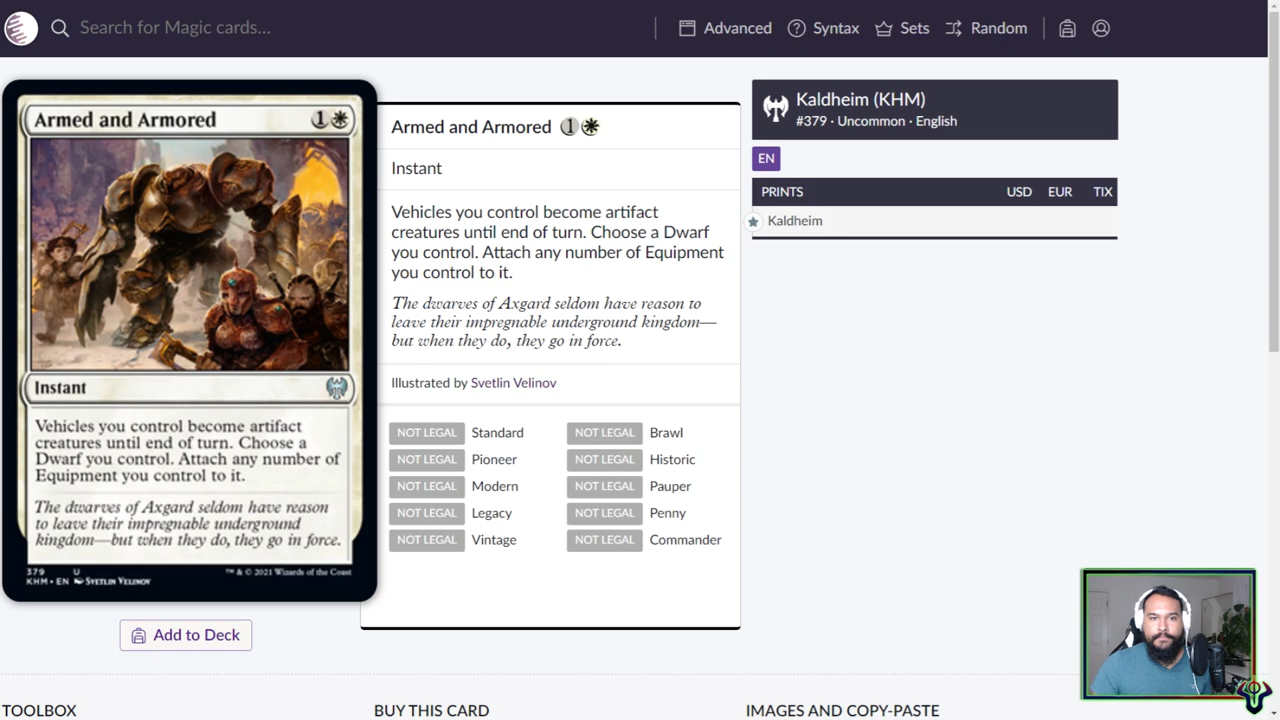 Search for Magic cards...
Advanced
Syntax
Sets
Random
Armed and Armored 1
Instant
Vehicles you control become artifact
creatures until end of turn. Choose a
Dwarf you control. Attach any number of
Equipment you control to it.
The dwarves of Axgard seldom have reason
to leave their impregnable underground
kingdom—but when they do, they go in force.
379 U
KHM • EN SVETLIN VELINOV
™ & © 2021 Wizards of the Coast
Add to Deck
Armed and Armored 1
Instant
Vehicles you control become artifact
creatures until end of turn. Choose a Dwarf
you control. Attach any number of Equipment
you control to it.
The dwarves of Axgard seldom have reason to
leave their impregnable underground kingdom—
but when they do, they go in force.
Illustrated by Svetlin Velinov
NOT LEGAL Standard NOT LEGAL Brawl
NOT LEGAL Pioneer NOT LEGAL Historic
NOT LEGAL Modern NOT LEGAL Pauper
NOT LEGAL Legacy NOT LEGAL Penny
NOT LEGAL Vintage NOT LEGAL Commander
Kaldheim (KHM)
#379 · Uncommon · English
EN
PRINTS USD EUR TIX
Kaldheim
TOOLBOX
BUY THIS CARD
IMAGES AND COPY-PASTE